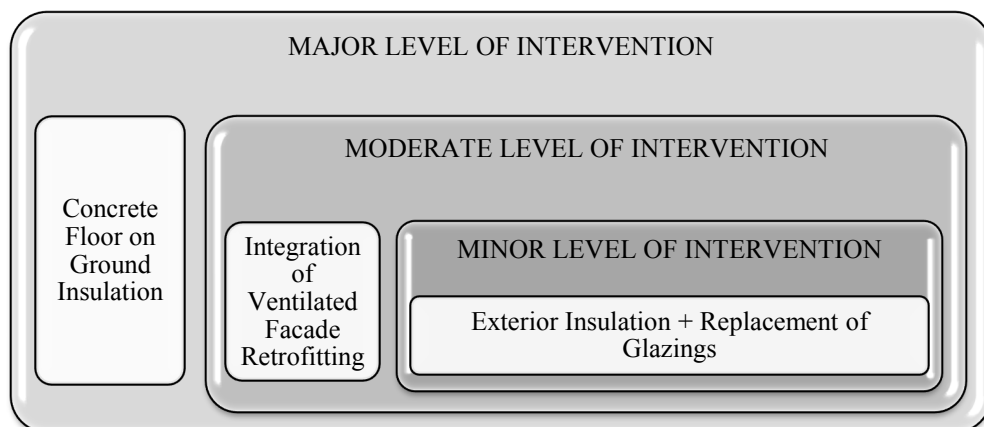 MAJOR LEVEL OF INTERVENTION
MODERATE LEVEL OF INTERVENTION
Concrete
Floor on
Ground
Insulation
Integration
of
Ventilated
Facade
Retrofitting
MINOR LEVEL OF INTERVENTION
Exterior Insulation + Replacement of
Glazings